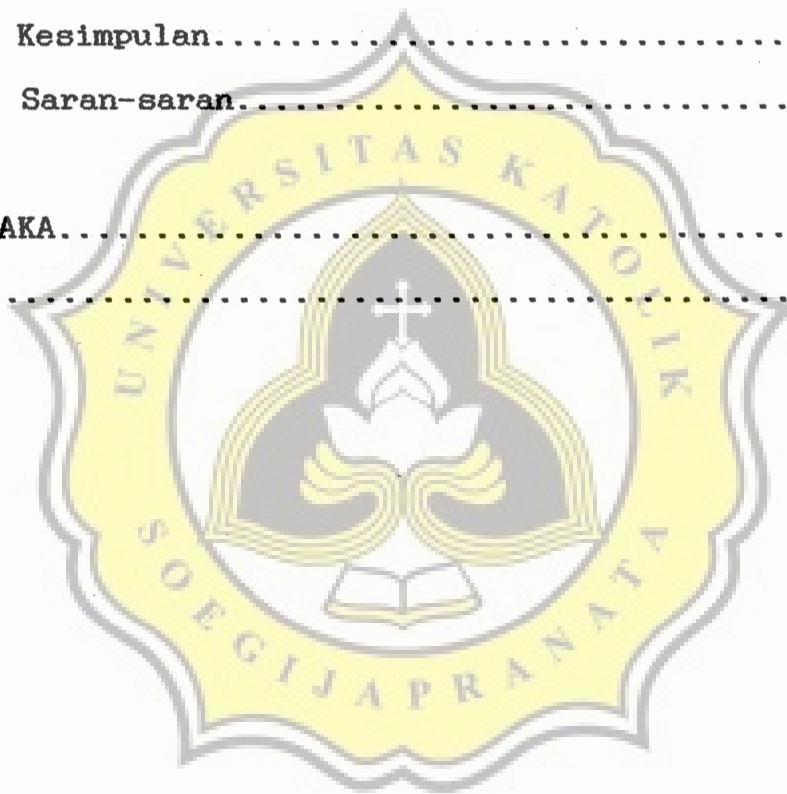 Kesimpulan........................................
Saran-saran.......................................
AKA..................................................
........................................................
UNIVERSITAS KATOLIK
SOEGIJAPRANATA